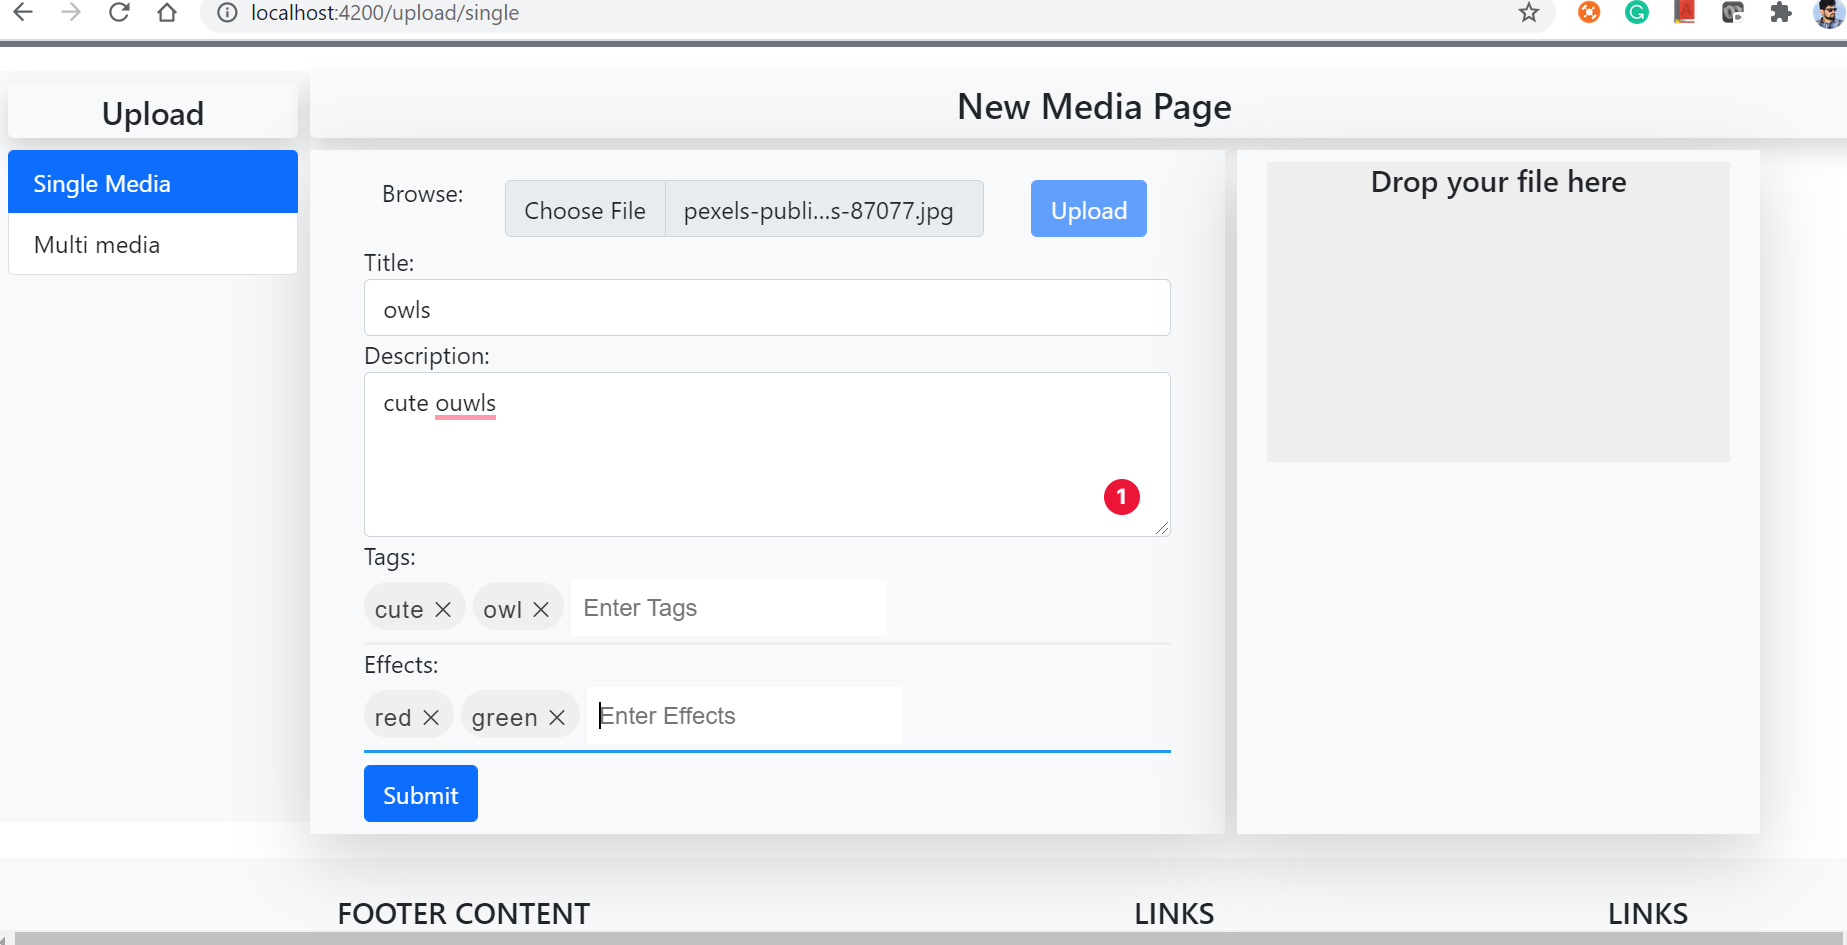 localhost:4200/upload/single
Upload
New Media Page
Single Media
Multi media
Browse:
Choose File
pexels-publi...s-87077.jpg
Upload
Drop your file here
Title:
owls
Description:
cute ouwls
1
Tags:
cute
owl
Enter Tags
Effects:
red
green
Enter Effects
Submit
FOOTER CONTENT
LINKS
LINKS